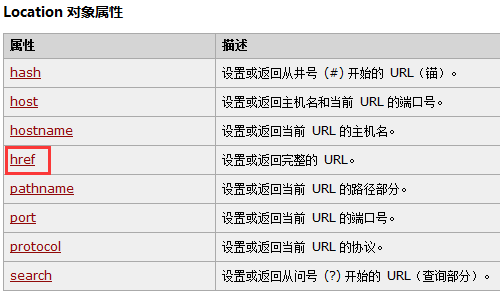 Location 对象属性
属性 描述
hash 设置或返回从井号 (#) 开始的 URL（锚）。
host 设置或返回主机名和当前 URL 的端口号。
hostname 设置或返回当前 URL 的主机名。
href 设置或返回完整的 URL。
pathname 设置或返回当前 URL 的路径部分。
port 设置或返回当前 URL 的端口号。
protocol 设置或返回当前 URL 的协议。
search 设置或返回从问号 (?) 开始的 URL（查询部分）。